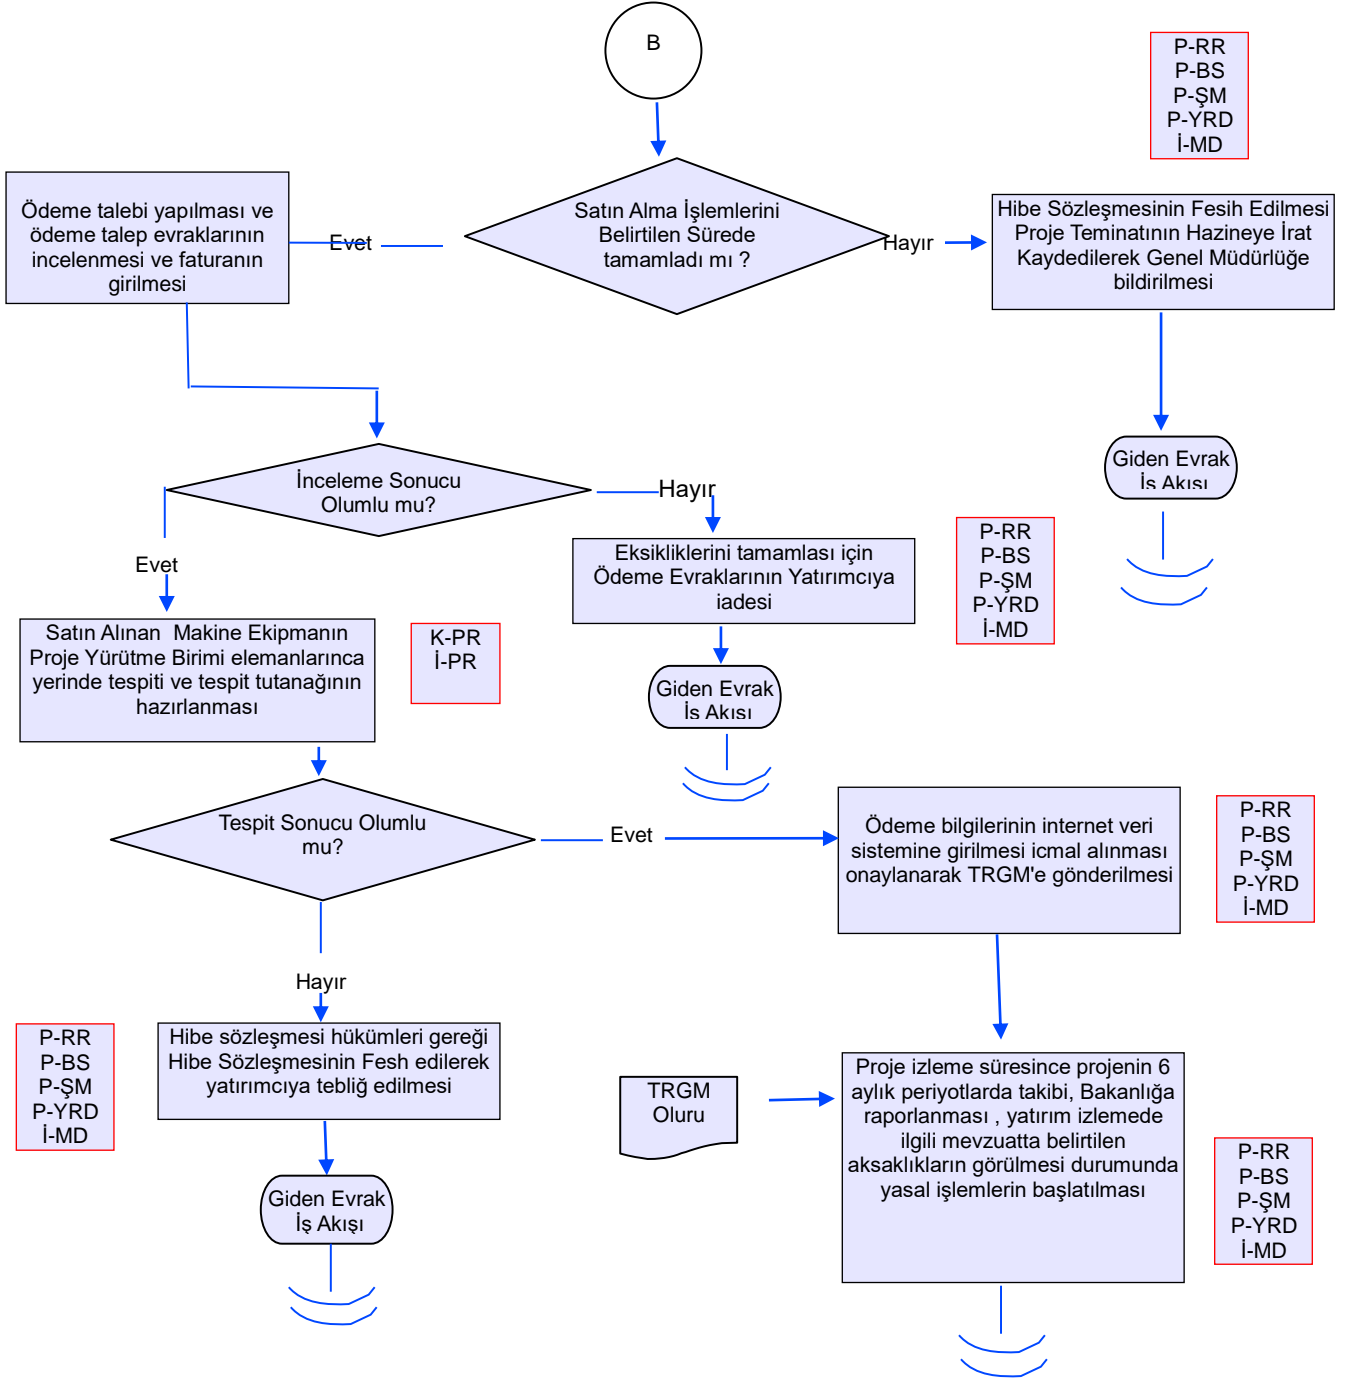 B
P-RR
P-BS
P-ŞM
P-YRD
İ-MD
Ödeme talebi yapılması ve
ödeme talep evraklarının
incelenmesi ve faturanın
girilmesi
Evet
Satın Alma İşlemlerini
Belirtilen Sürede
tamamladı mı ?
Hayır
Hibe Sözleşmesinin Fesih Edilmesi
Proje Teminatının Hazineye İrat
Kaydedilerek Genel Müdürlüğe
bildirilmesi
Giden Evrak
İş Akışı
İnceleme Sonucu
Olumlu mu?
Hayır
Evet
Eksikliklerini tamamlası için
Ödeme Evraklarının Yatırımcıya
iadesi
P-RR
P-BS
P-ŞM
P-YRD
İ-MD
Satın Alınan  Makine Ekipmanın
Proje Yürütme Birimi elemanlarınca
yerinde tespiti ve tespit tutanağının
hazırlanması
K-PR
İ-PR
Giden Evrak
İş Akışı
Tespit Sonucu Olumlu
mu?
Evet
Ödeme bilgilerinin internet veri
sistemine girilmesi icmal alınması
onaylanarak TRGM'e gönderilmesi
P-RR
P-BS
P-ŞM
P-YRD
İ-MD
Hayır
P-RR
P-BS
P-ŞM
P-YRD
İ-MD
Hibe sözleşmesi hükümleri gereği
Hibe Sözleşmesinin Fesh edilerek
yatırımcıya tebliğ edilmesi
TRGM
Oluru
Proje izleme süresince projenin 6
aylık periyotlarda takibi, Bakanlığa
raporlanması , yatırım izlemede
ilgili mevzuatta belirtilen
aksaklıkların görülmesi durumunda
yasal işlemlerin başlatılması
P-RR
P-BS
P-ŞM
P-YRD
İ-MD
Giden Evrak
İş Akışı